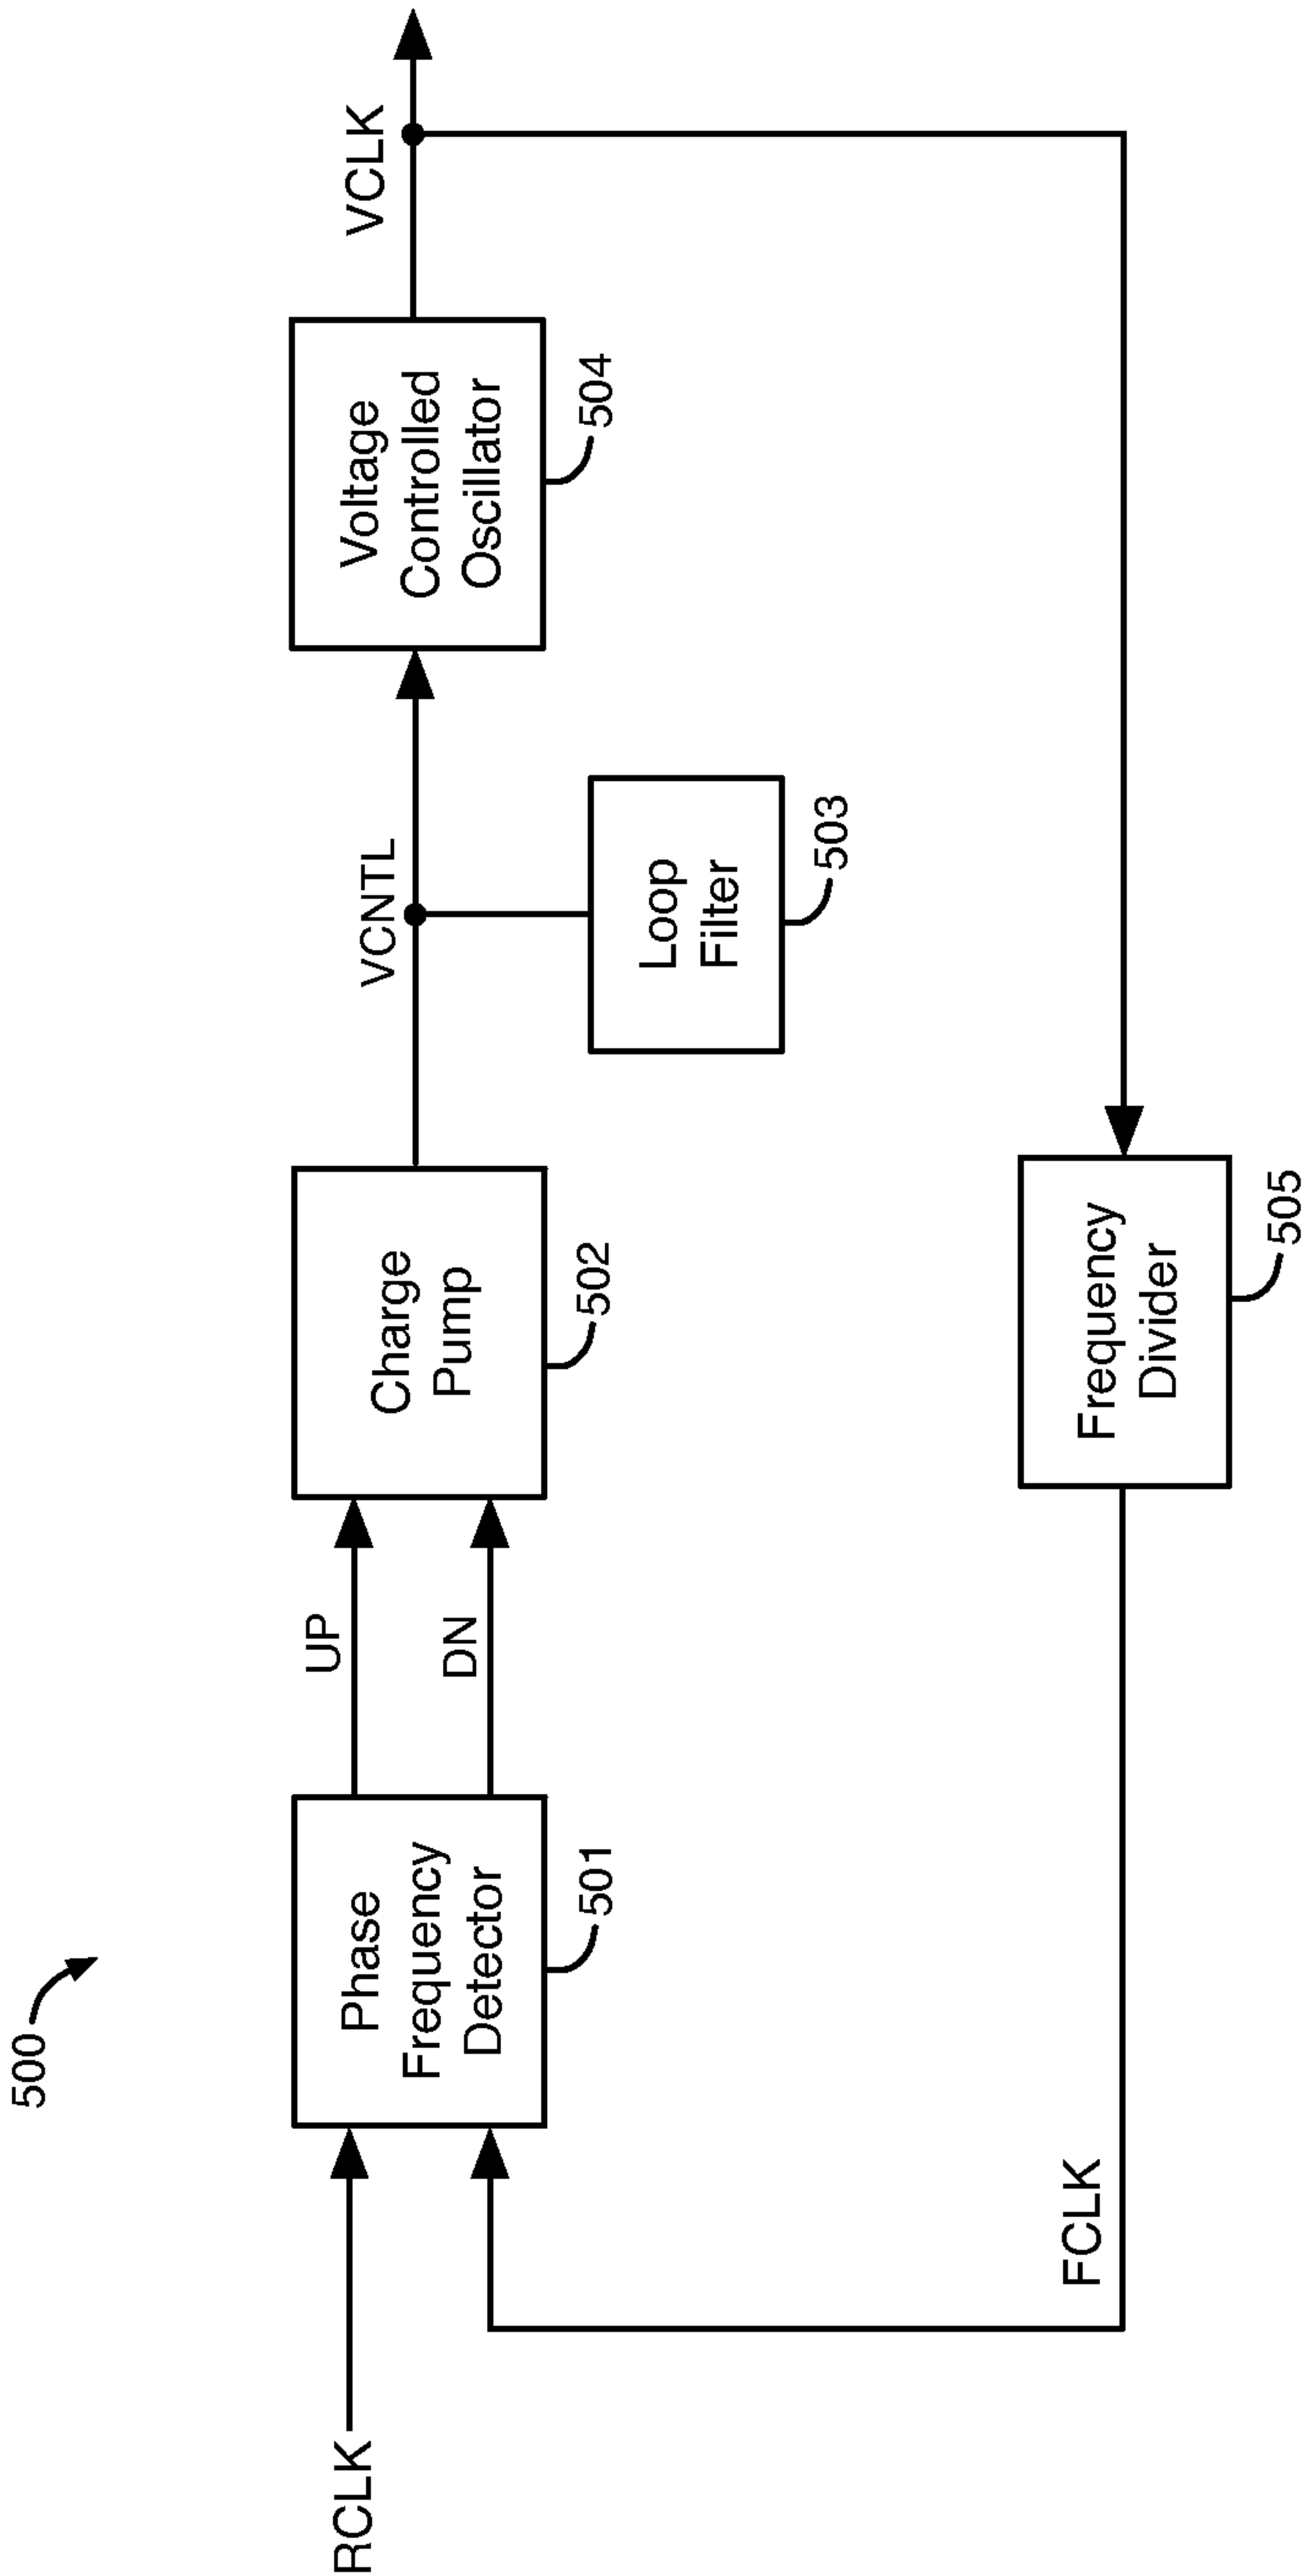 500
RCLK
Phase
Frequency
Detector
501
UP
DN
Charge
Pump
502
VCNTL
Loop
Filter
503
Voltage
Controlled
Oscillator
504
VCLK
FCLK
Frequency
Divider
505